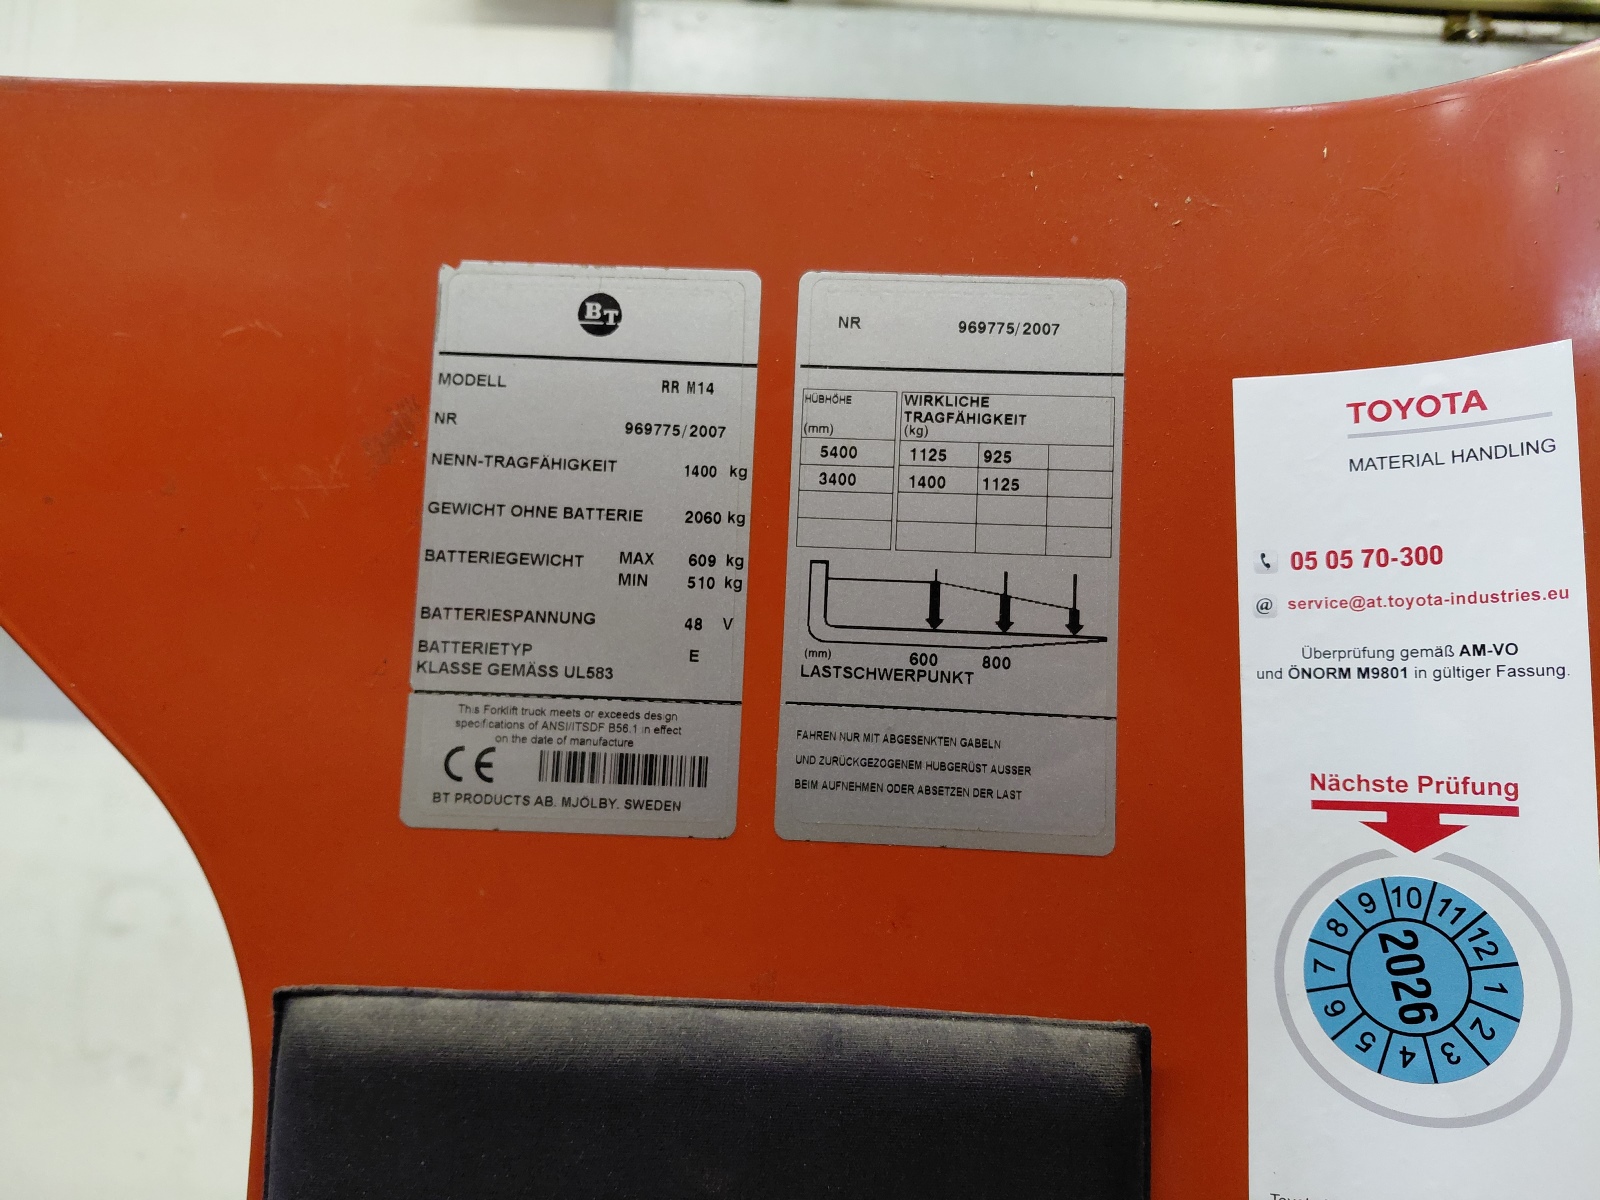 BT
MODELL RR M14
NR 969775/2007
NENN-TRAGFÄHIGKEIT 1400 kg
GEWICHT OHNE BATTERIE 2060 kg
BATTERIEGEWICHT MAX 609 kg
MIN 510 kg
BATTERIESPANNUNG 48 V
BATTERIETYP
KLASSE GEMÄSS UL583 E
This Forklift truck meets or exceeds design
specifications of ANSI/ITSDF B56.1 in effect
on the date of manufacture
CE
BT PRODUCTS AB. MJÖLBY. SWEDEN
NR 969775/2007
HÜBHÖHE
(mm)
WIRKLICHE
TRAGFÄHIGKEIT
(kg)
5400 1125 925
3400 1400 1125
(mm) 600 800
LASTSCHWERPUNKT
FAHREN NUR MIT ABGESENKTEN GABELN
UND ZURÜCKGEZOGENEM HUBGERÜST AUSSER
BEIM AUFNEHMEN ODER ABSETZEN DER LAST
TOYOTA
MATERIAL HANDLING
05 05 70-300
@ service@at.toyota-industries.eu
Überprüfung gemäß AM-VO
und ÖNORM M9801 in gültiger Fassung.
Nächste Prüfung
1 2 3 4 5 6 7 8 9 10 11 12
2026